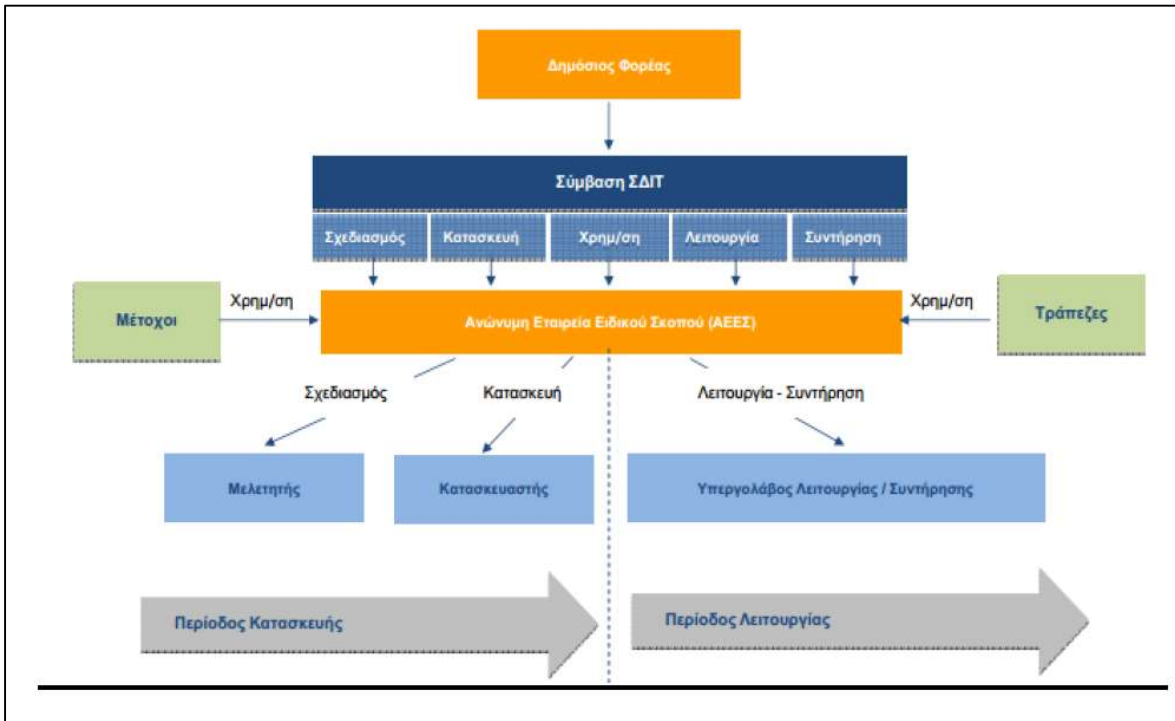 Δημόσιος Φορέας
Σύμβαση ΣΔΙΤ
Σχεδιασμός
Κατασκευή
Χρημ/ση
Λειτουργία
Συντήρηση
Μέτοχοι
Χρημ/ση
Ανώνυμη Εταιρεία Ειδικού Σκοπού (ΑΕΕΣ)
Χρημ/ση
Τράπεζες
Σχεδιασμός
Κατασκευή
Λειτουργία - Συντήρηση
Μελετητής
Κατασκευαστής
Υπεργολάβος Λειτουργίας / Συντήρησης
Περίοδος Κατασκευής
Περίοδος Λειτουργίας